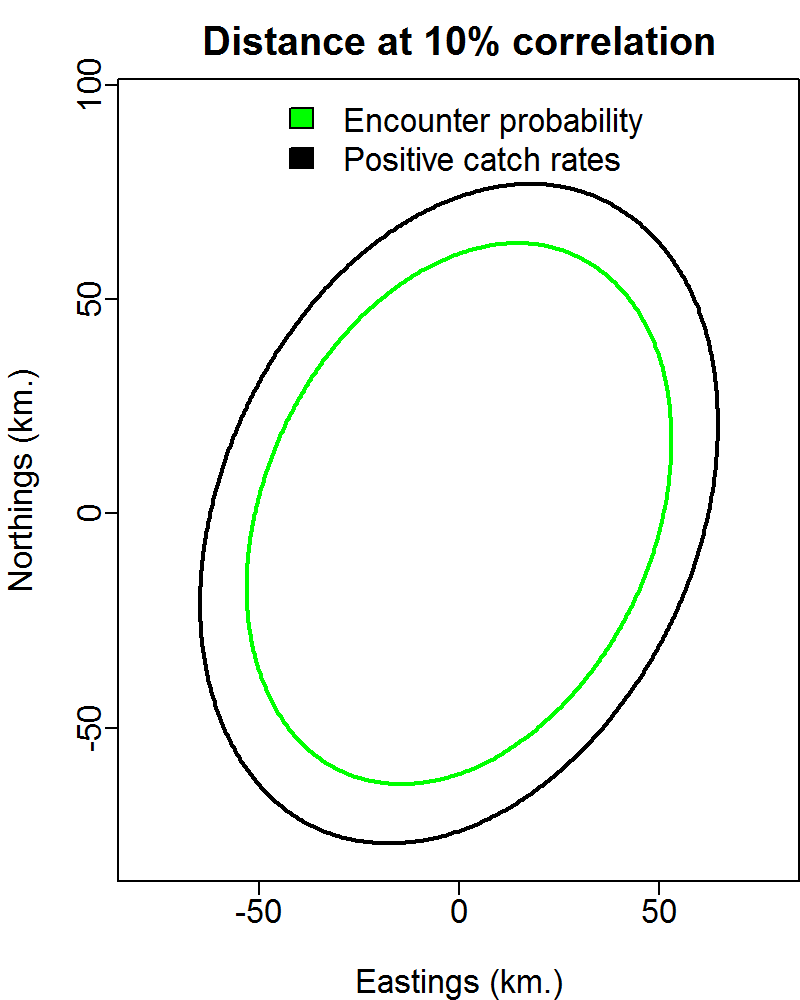 Distance at 10% correlation
Encounter probability
Positive catch rates
100
50
0
-50
Northings (km.)
-50
0
50
Eastings (km.)